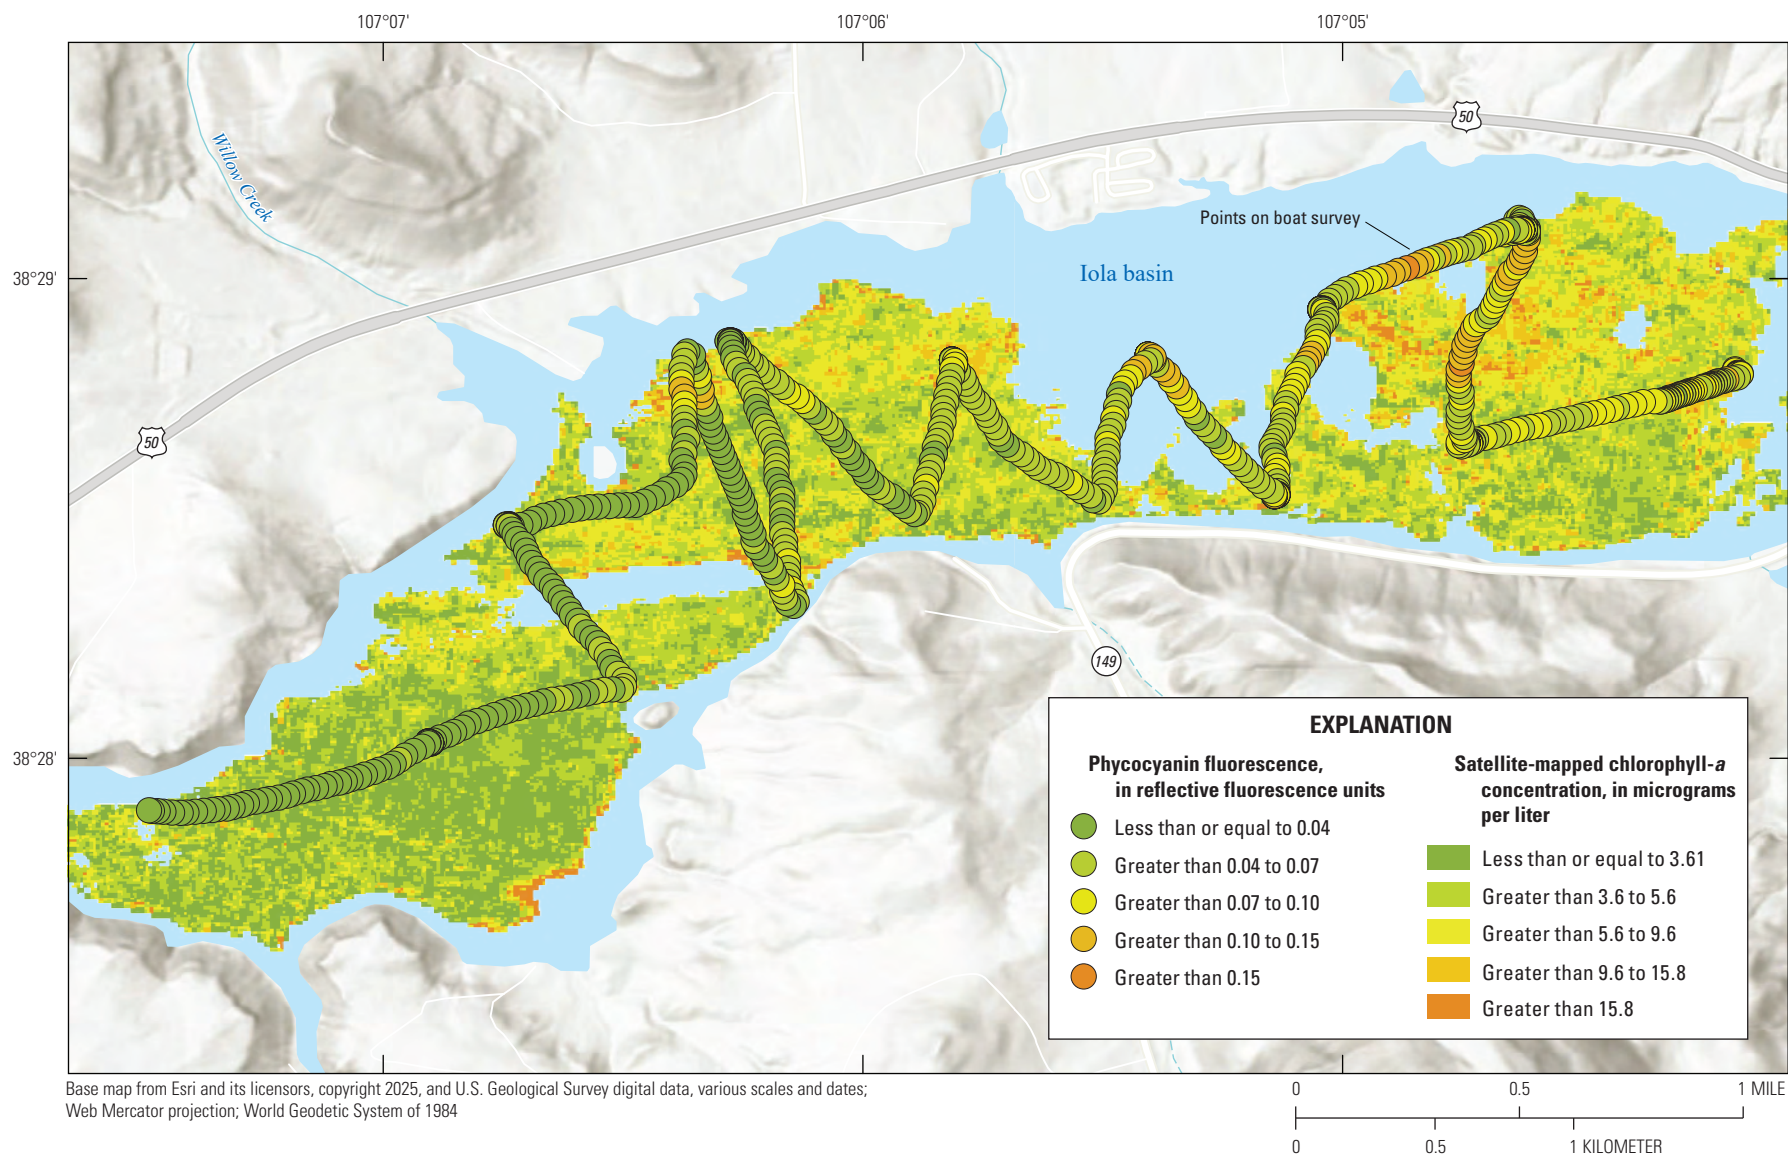 107°07'
107°06'
107°05'
50
Willow Creek
Points on boat survey
38°29'
Iola basin
50
149
38°28'
EXPLANATION
Phycocyanin fluorescence,
in reflective fluorescence units
Less than or equal to 0.04
Greater than 0.04 to 0.07
Greater than 0.07 to 0.10
Greater than 0.10 to 0.15
Greater than 0.15
Satellite-mapped chlorophyll-a
concentration, in micrograms
per liter
Less than or equal to 3.61
Greater than 3.6 to 5.6
Greater than 5.6 to 9.6
Greater than 9.6 to 15.8
Greater than 15.8
Base map from Esri and its licensors, copyright 2025, and U.S. Geological Survey digital data, various scales and dates;
Web Mercator projection; World Geodetic System of 1984
0 0.5 1 MILE
0 0.5 1 KILOMETER